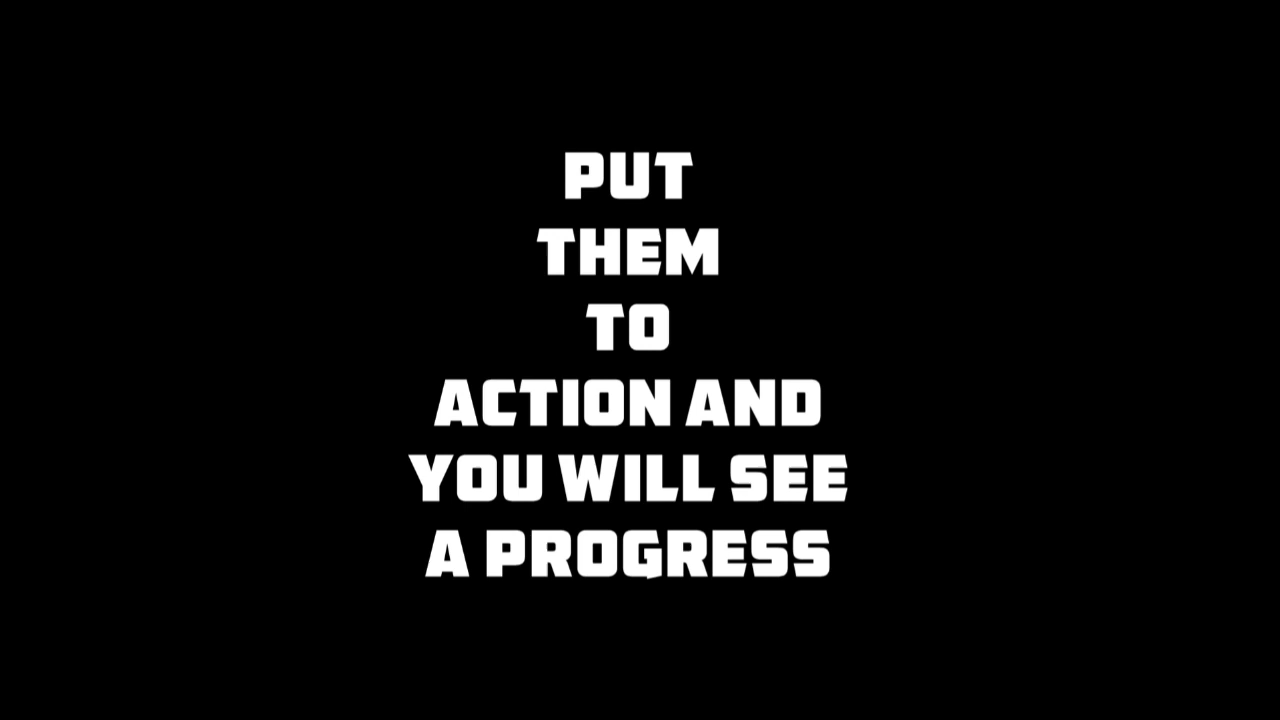 PUT
THEM
TO
ACTION AND
YOU WILL SEE
A PROGRESS